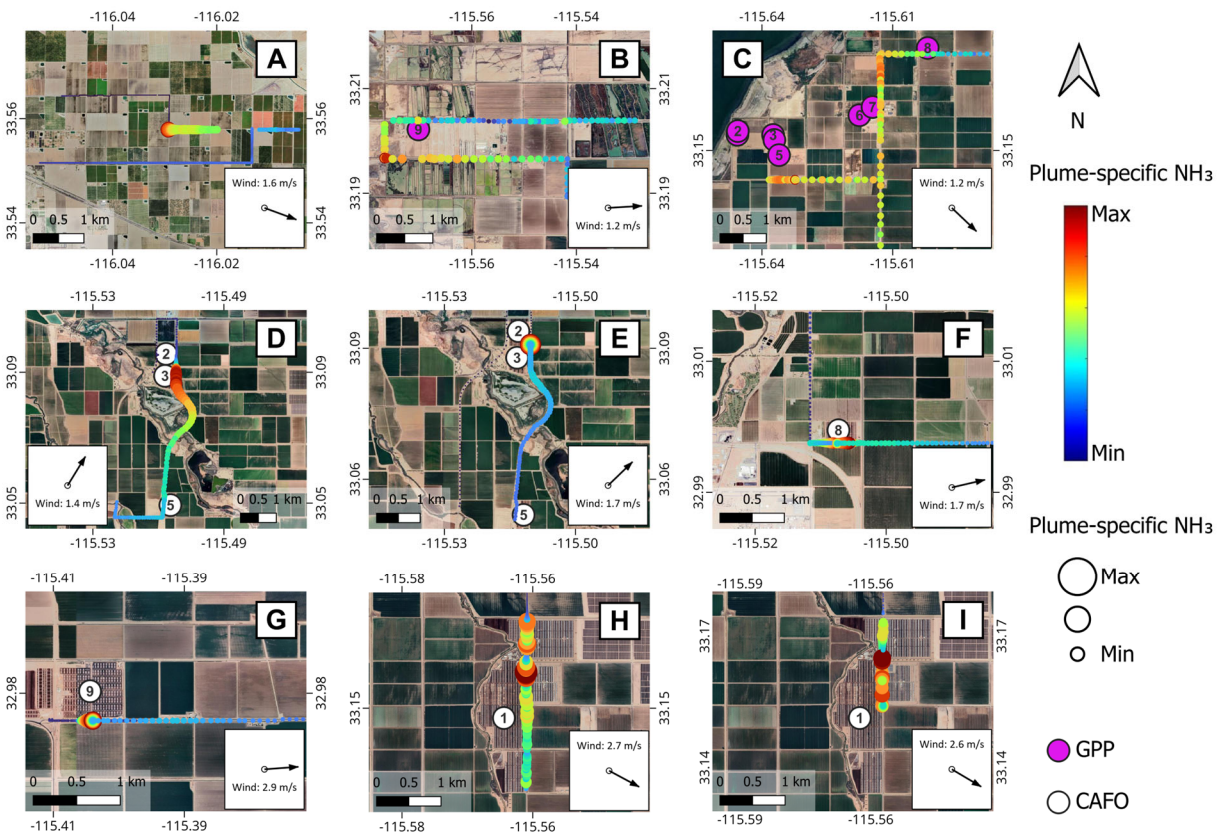 -116.04 -116.02
A
33.56 33.56
33.54 33.54
Wind: 1.6 m/s
0 0.5 1 km
-116.04 -116.02
-115.56 -115.54
B
33.21 33.21
9
33.19 33.19
Wind: 1.2 m/s
0 0.5 1 km
-115.56 -115.54
-115.64 -115.61
C
8
7
6
2
3
5
33.15 33.15
Wind: 1.2 m/s
0 0.5 1 km
-115.64 -115.61
-115.53 -115.49
D
2
3
33.09 33.09
5
33.05 33.05
Wind: 1.4 m/s
0 0.5 1 km
-115.53 -115.49
-115.53 -115.50
E
2
3
33.09 33.09
33.06 33.06
5
Wind: 1.7 m/s
0 0.5 1 km
-115.53 -115.50
-115.52 -115.50
F
33.01 33.01
8
32.99 32.99
Wind: 1.7 m/s
0 0.5 1 km
-115.52 -115.50
-115.41 -115.39
G
9
32.98 32.98
Wind: 2.9 m/s
0 0.5 1 km
-115.41 -115.39
-115.58 -115.56
H
1
33.17 33.17
33.15 33.15
Wind: 2.7 m/s
0 0.5 1 km
-115.58 -115.56
-115.59 -115.56
I
1
33.17 33.17
33.14 33.14
Wind: 2.6 m/s
0 0.5 1 km
-115.59 -115.56
N
Plume-specific NH₃
Max
Min
Plume-specific NH₃
Max
Min
GPP
CAFO